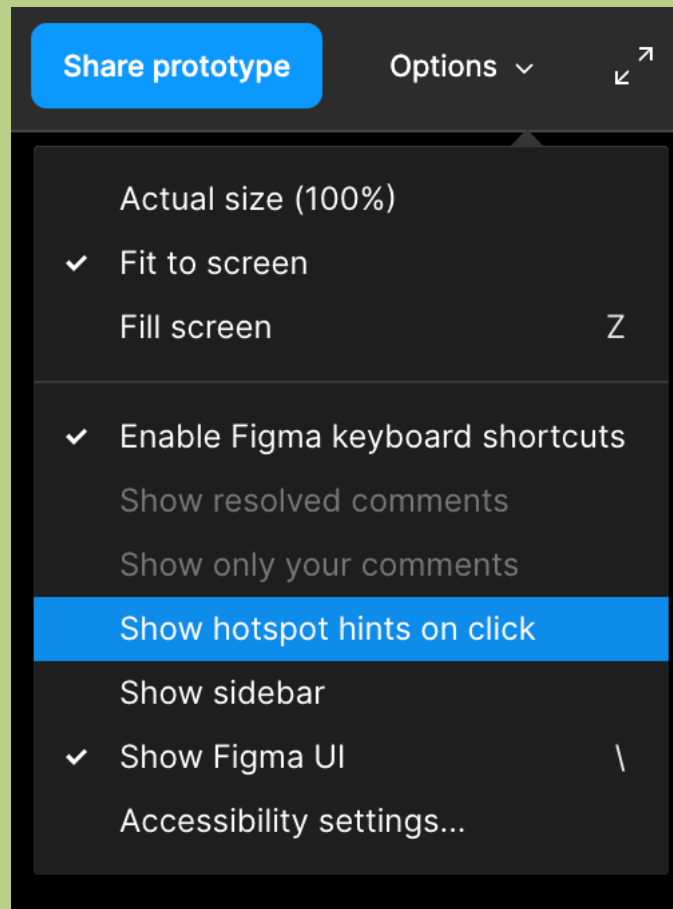 Share prototype Options
Actual size (100%)
Fit to screen
Fill screen Z
Enable Figma keyboard shortcuts
Show resolved comments
Show only your comments
Show hotspot hints on click
Show sidebar
Show Figma UI \
Accessibility settings...